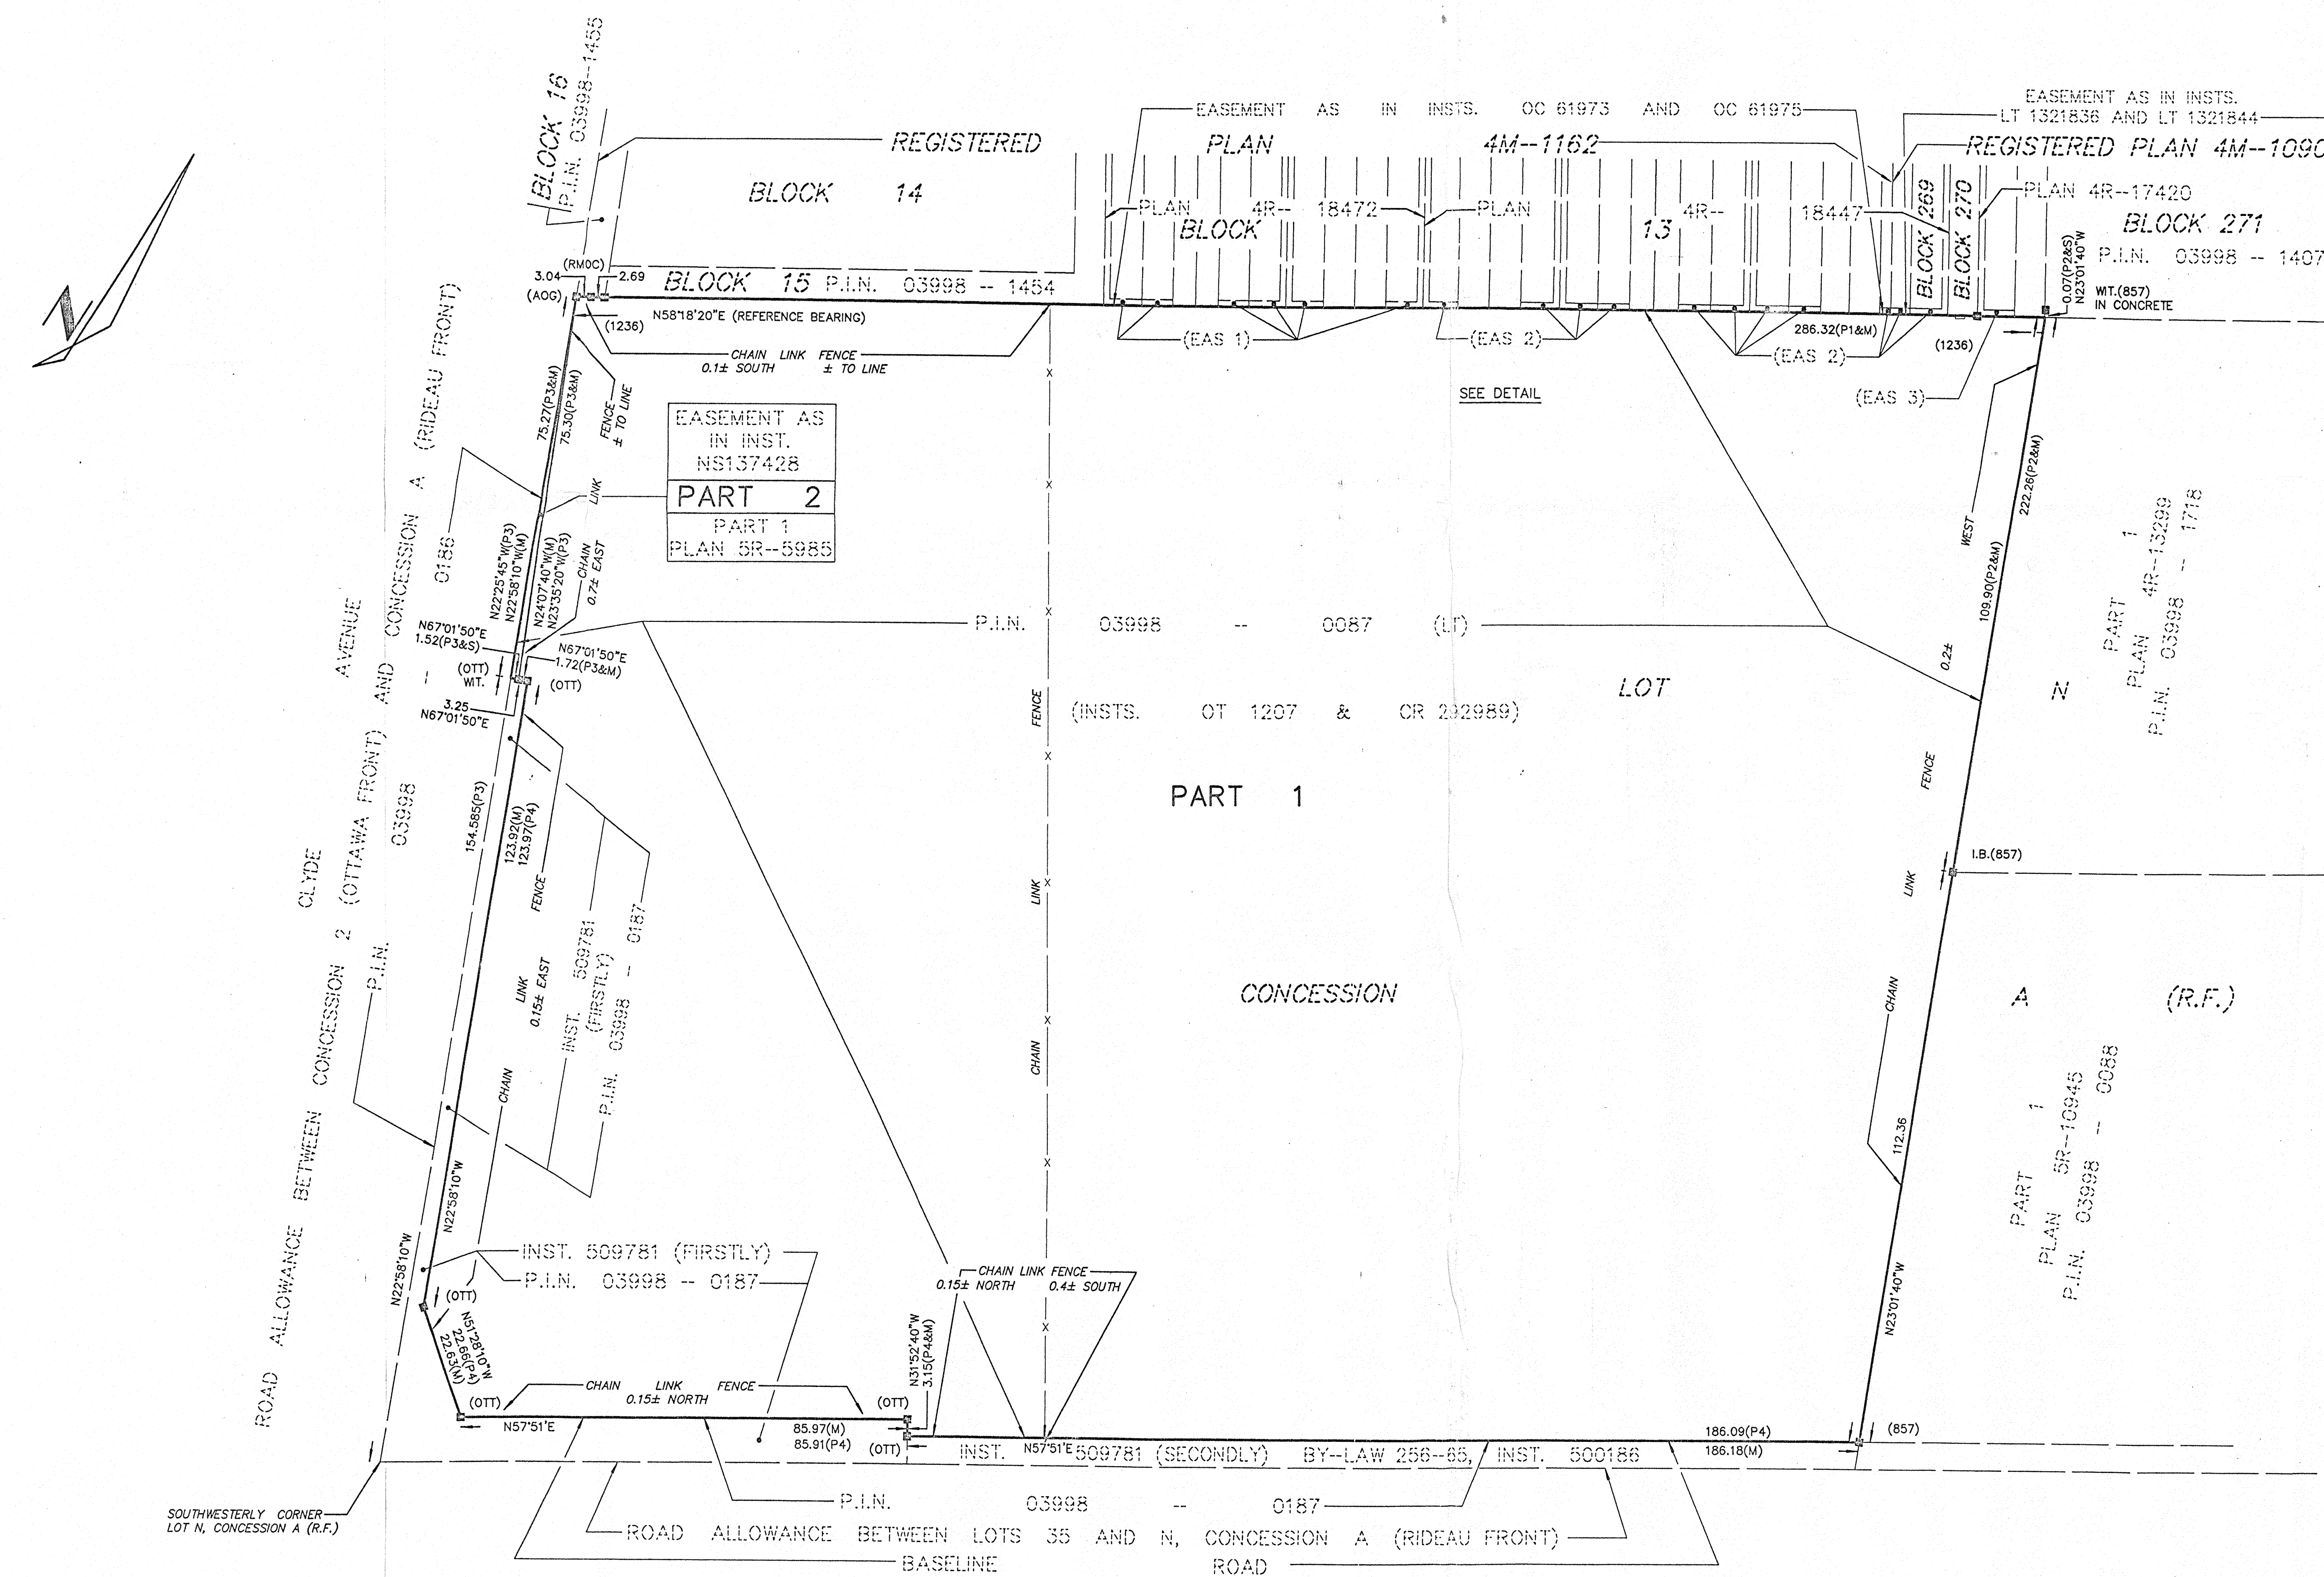 BLOCK 16
P.I.N. 03998--1455
REGISTERED PLAN 4M--1162
EASEMENT AS IN INSTS. OC 61973 AND OC 61975
EASEMENT AS IN INSTS.
LT 1321836 AND LT 1321844
REGISTERED PLAN 4M--1090
BLOCK 14
PLAN 4R-- 18472
PLAN 4R-- 18447
BLOCK 13
BLOCK 269
BLOCK 270
PLAN 4R--17420
BLOCK 271
P.I.N. 03998 -- 1407
0.07(P2&S)
N23°01'40"W
WIT.(857)
IN CONCRETE
(RMOC)
3.04
2.69
(AOG)
BLOCK 15 P.I.N. 03998 -- 1454
N58°18'20"E (REFERENCE BEARING)
(1236)
CHAIN LINK FENCE
0.1± SOUTH ± TO LINE
(EAS 1)
(EAS 2)
286.32(P1&M)
(EAS 2)
(1236)
(EAS 3)
SEE DETAIL
75.27(P3&M)
75.30(P3&M)
FENCE
± TO LINE
LINK
CHAIN
0.7± EAST
EASEMENT AS
IN INST.
NS137428
PART 2
PART 1
PLAN 5R--5985
N22°25'45"W(P3)
N22°58'10"W(M)
N24°07'40"W(M)
N23°35'20"W(P3)
N67°01'50"E
1.52(P3&S)
(OTT)
WIT.
N67°01'50"E
1.72(P3&M)
(OTT)
3.25
N67°01'50"E
CLYDE AVENUE
ROAD ALLOWANCE BETWEEN CONCESSION 2 (OTTAWA FRONT) AND CONCESSION A (RIDEAU FRONT)
P.I.N. 03998 -- 0186
154.585(P3)
123.92(M)
123.97(P4)
CHAIN LINK FENCE
0.15± EAST
INST. 509781
(FIRSTLY)
P.I.N. 03998 -- 0187
P.I.N. 03998 -- 0087 (LT)
(INSTS. OT 1207 & CR 292989)
LOT N
PART 1
CONCESSION A (R.F.)
CHAIN LINK FENCE
WEST
0.2±
CHAIN LINK FENCE
222.26(P2&M)
109.90(P2&M)
I.B.(857)
112.36
N23°01'40"W
PART 1
PLAN 4R--13299
P.I.N. 03998 -- 1718
PART 1
PLAN 5R--10945
P.I.N. 03998 -- 0088
N22°58'10"W
N22°58'10"W
INST. 509781 (FIRSTLY)
P.I.N. 03998 -- 0187
(OTT)
N51°28'10"W
22.66(P4)
22.63(M)
(OTT)
CHAIN LINK FENCE
0.15± NORTH
N57°51'E
85.97(M)
85.91(P4)
(OTT)
(OTT)
N31°52'40"W
3.15(P4&M)
CHAIN LINK FENCE
0.15± NORTH 0.4± SOUTH
N57°51'E
186.09(P4)
186.18(M)
(857)
INST. 509781 (SECONDLY) BY--LAW 256--65, INST. 500186
P.I.N. 03998 -- 0187
ROAD ALLOWANCE BETWEEN LOTS 35 AND N, CONCESSION A (RIDEAU FRONT)
BASELINE ROAD
SOUTHWESTERLY CORNER
LOT N, CONCESSION A (R.F.)